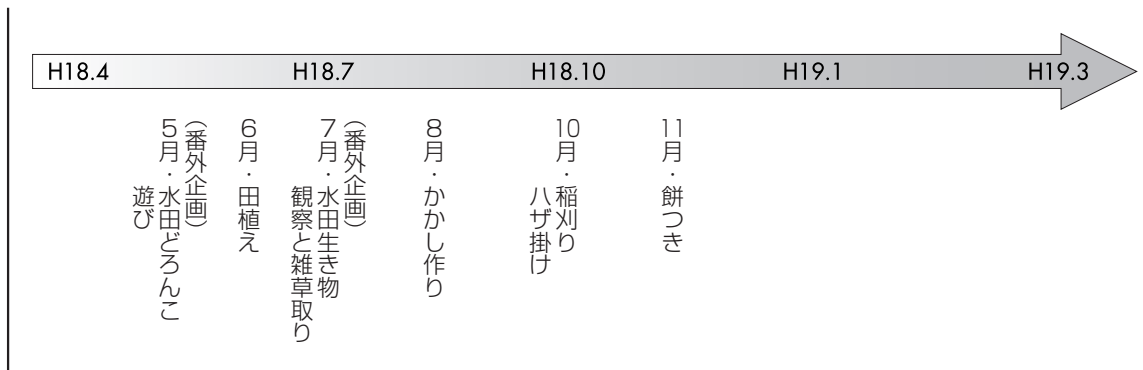 H18.4
H18.7
H18.10
H19.1
H19.3
(番外企画)
5月・水田どろんこ
遊び
6月・田植え
(番外企画)
7月・水田生き物
観察と雑草取り
8月・かかし作り
10月・稲刈り
ハザ掛け
11月・餅つき